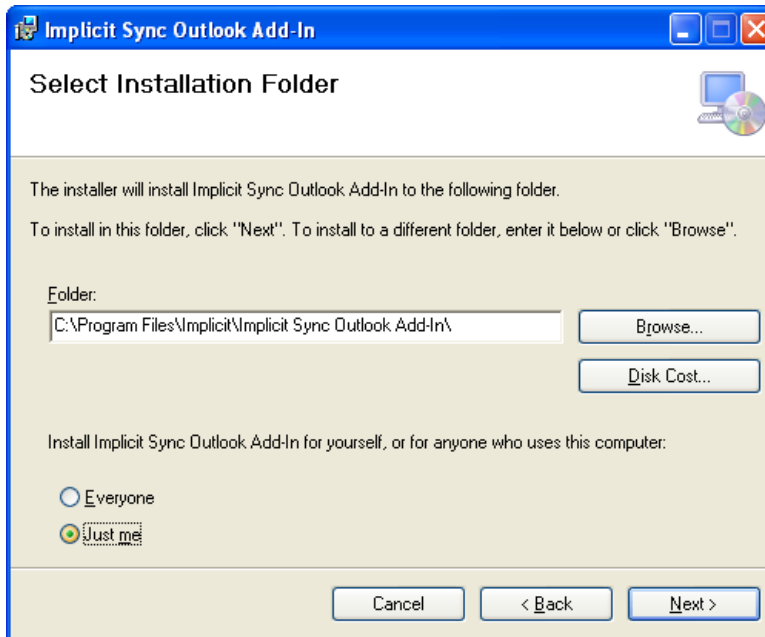 Implicit Sync Outlook Add-In
Select Installation Folder
The installer will install Implicit Sync Outlook Add-In to the following folder.
To install in this folder, click "Next". To install to a different folder, enter it below or click "Browse".
Folder:
C:\Program Files\Implicit\Implicit Sync Outlook Add-In\
Browse...
Disk Cost...
Install Implicit Sync Outlook Add-In for yourself, or for anyone who uses this computer:
Everyone
Just me
Cancel
< Back
Next >